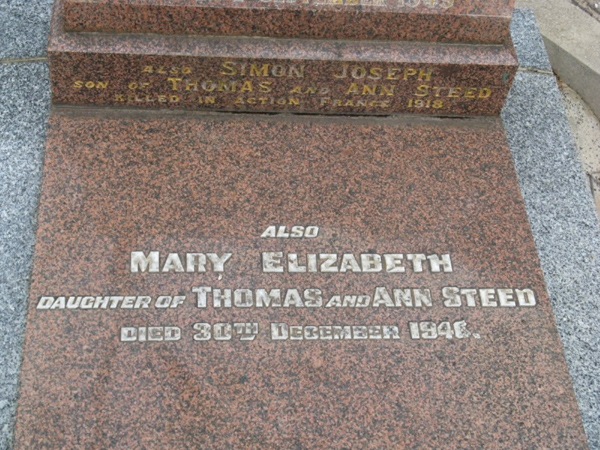 ALSO SIMON JOSEPH
SON OF THOMAS AND ANN STEED
KILLED IN ACTION FRANCE 1918
ALSO
MARY ELIZABETH
DAUGHTER OF THOMAS AND ANN STEED
DIED 30TH DECEMBER 1946.